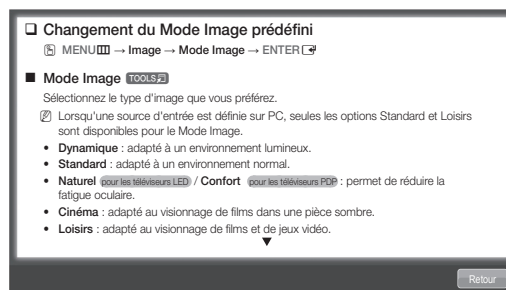 ❑ Changement du Mode Image prédéfini
MENU → Image → Mode Image → ENTER
■ Mode Image TOOLS
Sélectionnez le type d'image que vous préférez.
Lorsqu'une source d'entrée est définie sur PC, seules les options Standard et Loisirs
sont disponibles pour le Mode Image.
• Dynamique : adapté à un environnement lumineux.
• Standard : adapté à un environnement normal.
• Naturel pour les téléviseurs LED / Confort pour les téléviseurs PDP : permet de réduire la
fatigue oculaire.
• Cinéma : adapté au visionnage de films dans une pièce sombre.
• Loisirs : adapté au visionnage de films et de jeux vidéo.
▼
Retour